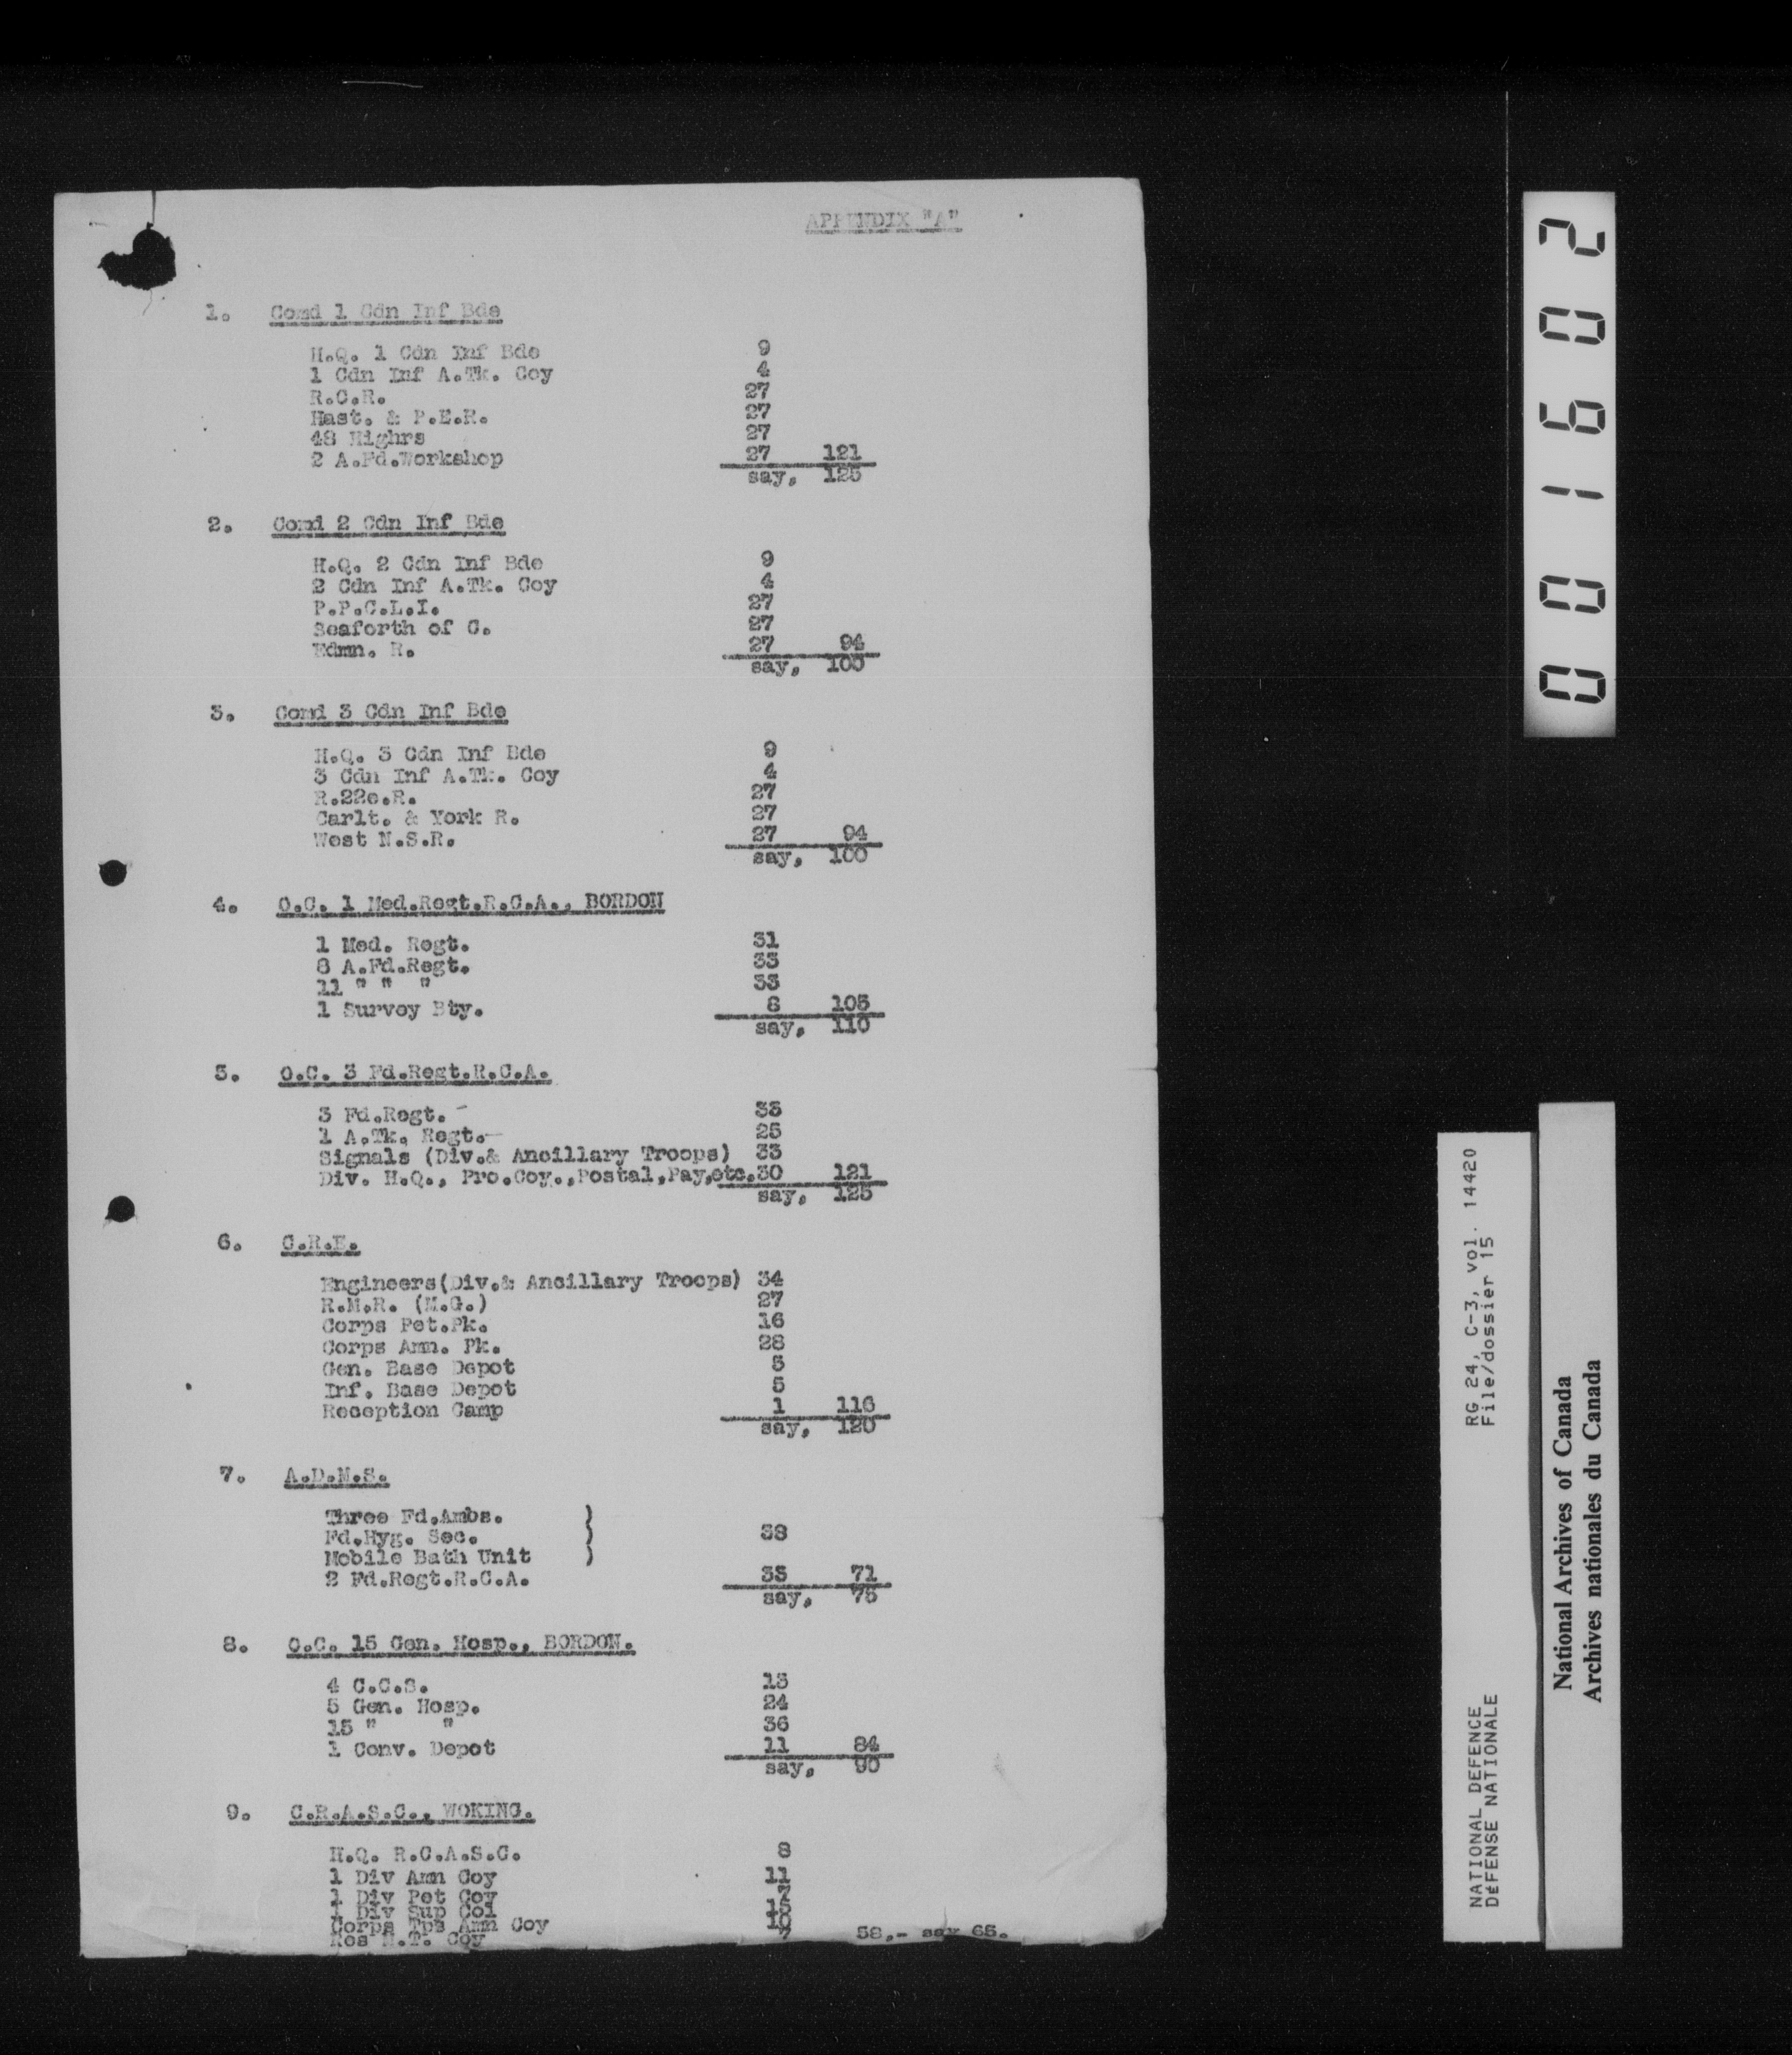 APPENDIX "A"
1. Comd 1 Cdn Inf Bde
H.Q. 1 Cdn Inf Bde 9
1 Cdn Inf A.Tk. Coy 4
R.C.R. 27
Hast. & P.E.R. 27
48 Highrs 27
2 A.Fd.Workshop 27 121
say, 125
2. Comd 2 Cdn Inf Bde
H.Q. 2 Cdn Inf Bde 9
2 Cdn Inf A.Tk. Coy 4
P.P.C.L.I. 27
Seaforth of C. 27
Edmn. R. 27 94
say, 100
3. Comd 3 Cdn Inf Bde
H.Q. 3 Cdn Inf Bde 9
3 Cdn Inf A.Tk. Coy 4
R.22e.R. 27
Carlt. & York R. 27
West N.S.R. 27 94
say, 100
4. O.C. 1 Med.Regt.R.C.A., BORDON
1 Med. Regt. 31
8 A.Fd.Regt. 33
11 " " " 33
1 Survey Bty. 8 105
say, 110
5. O.C. 3 Fd.Regt.R.C.A.
3 Fd.Regt. 33
1 A.Tk. Regt. 25
Signals (Div.& Ancillary Troops) 33
Div. H.Q., Pro.Coy.,Postal,Pay,etc.30 121
say, 125
6. C.R.E.
Engineers(Div.& Ancillary Troops) 34
R.M.R. (M.G.) 27
Corps Pet.Pk. 16
Corps Amn. Pk. 28
Gen. Base Depot 5
Inf. Base Depot 5
Reception Camp 1 116
say, 120
7. A.D.M.S.
Three Fd.Ambs. )
Fd.Hyg. Sec. ) 38
Mobile Bath Unit )
2 Fd.Regt.R.C.A. 33 71
say, 75
8. O.C. 15 Gen. Hosp., BORDON.
4 C.C.S. 13
5 Gen. Hosp. 24
15 " " 36
1 Conv. Depot 11 84
say, 90
9. C.R.A.S.C., WOKING.
H.Q. R.C.A.S.C. 8
1 Div Amn Coy 11
1 Div Pet Coy
1 Div Sup Col
Corps Tps Amn Coy
Res M.T. Coy 7 58,- say 65.
001602
RG 24, C-3, vol. 14420
File/dossier 15
NATIONAL DEFENCE
DÉFENSE NATIONALE
National Archives of Canada
Archives nationales du Canada